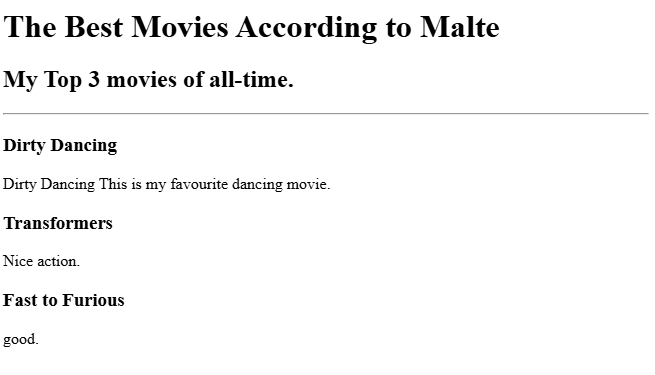 The Best Movies According to Malte
My Top 3 movies of all-time.
Dirty Dancing
Dirty Dancing This is my favourite dancing movie.
Transformers
Nice action.
Fast to Furious
good.